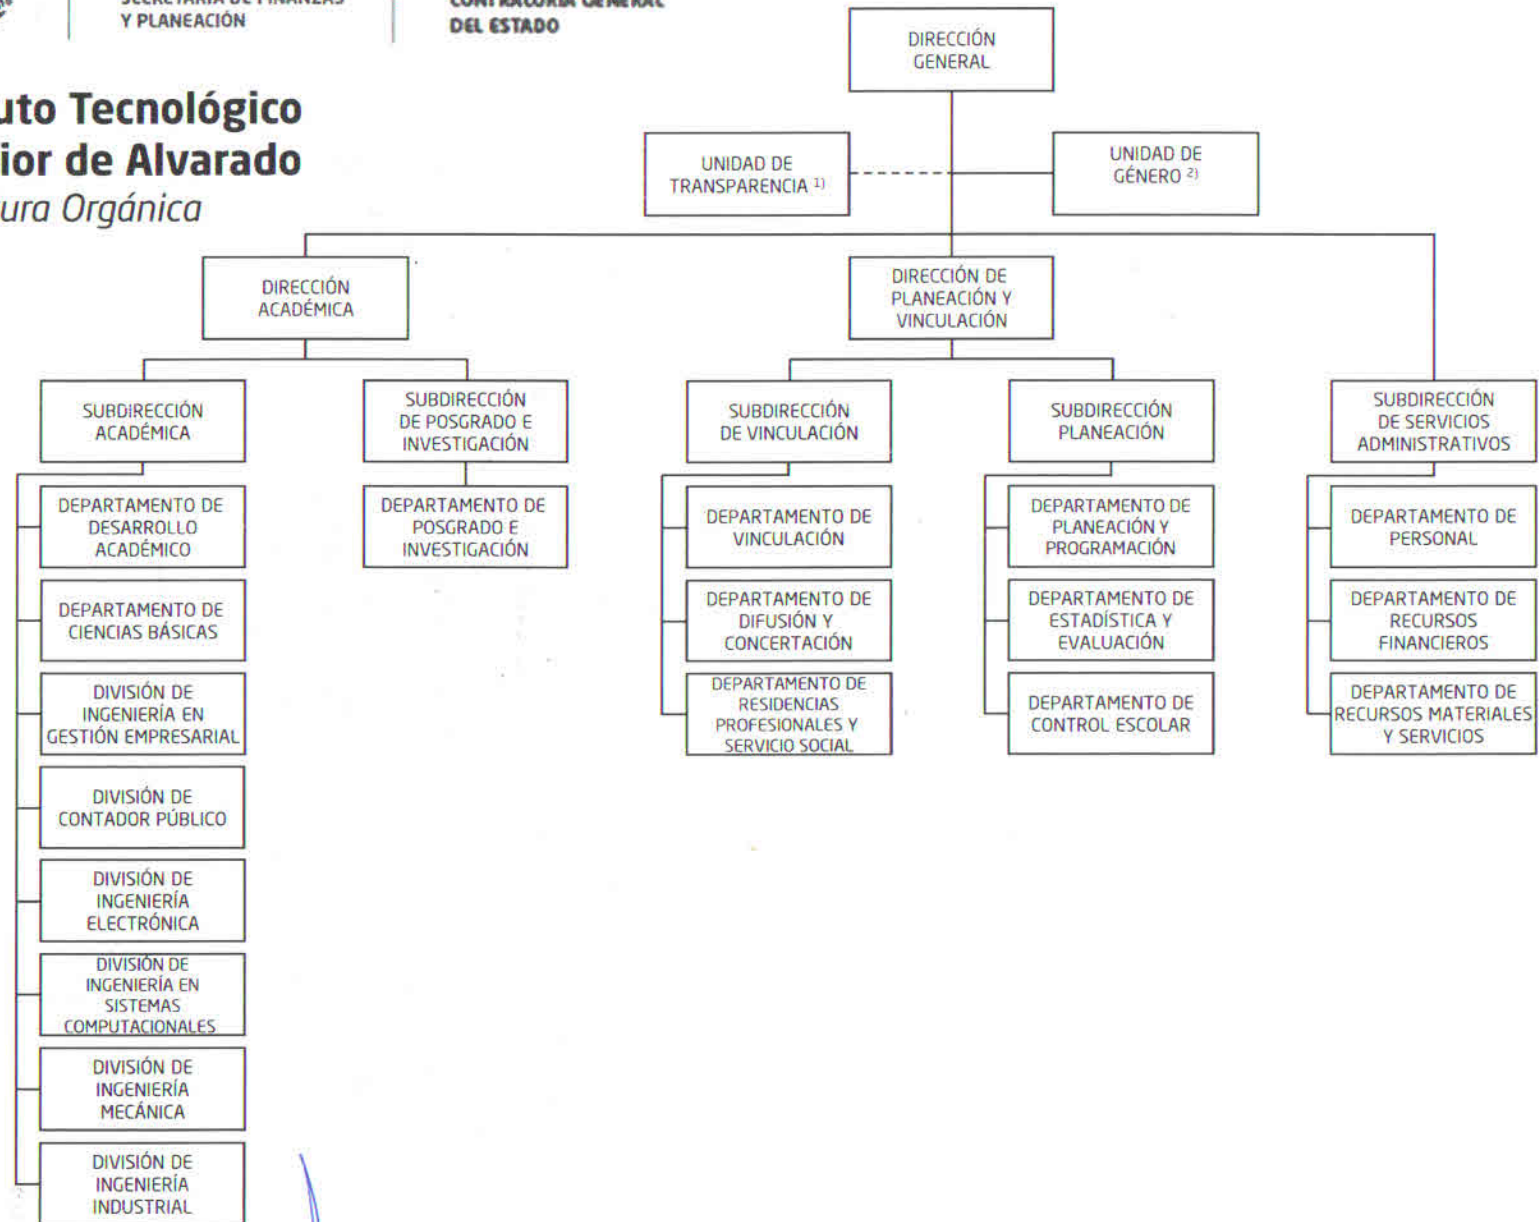 SECRETARÍA DE FINANZAS
Y PLANEACIÓN
CONTRALORÍA GENERAL
DEL ESTADO
uto Tecnológico
ior de Alvarado
ura Orgánica
DIRECCIÓN
GENERAL
UNIDAD DE
TRANSPARENCIA 1)
UNIDAD DE
GÉNERO 2)
DIRECCIÓN
ACADÉMICA
DIRECCIÓN DE
PLANEACIÓN Y
VINCULACIÓN
SUBDIRECCIÓN
ACADÉMICA
SUBDIRECCIÓN
DE POSGRADO E
INVESTIGACIÓN
SUBDIRECCIÓN
DE VINCULACIÓN
SUBDIRECCIÓN
PLANEACIÓN
SUBDIRECCIÓN
DE SERVICIOS
ADMINISTRATIVOS
DEPARTAMENTO DE
DESARROLLO
ACADÉMICO
DEPARTAMENTO DE
POSGRADO E
INVESTIGACIÓN
DEPARTAMENTO DE
VINCULACIÓN
DEPARTAMENTO DE
PLANEACIÓN Y
PROGRAMACIÓN
DEPARTAMENTO DE
PERSONAL
DEPARTAMENTO DE
CIENCIAS BÁSICAS
DEPARTAMENTO DE
DIFUSIÓN Y
CONCERTACIÓN
DEPARTAMENTO DE
ESTADÍSTICA Y
EVALUACIÓN
DEPARTAMENTO DE
RECURSOS
FINANCIEROS
DIVISIÓN DE
INGENIERÍA EN
GESTIÓN EMPRESARIAL
DEPARTAMENTO DE
RESIDENCIAS
PROFESIONALES Y
SERVICIO SOCIAL
DEPARTAMENTO DE
CONTROL ESCOLAR
DEPARTAMENTO DE
RECURSOS MATERIALES
Y SERVICIOS
DIVISIÓN DE
CONTADOR PÚBLICO
DIVISIÓN DE
INGENIERÍA
ELECTRÓNICA
DIVISIÓN DE
INGENIERÍA EN
SISTEMAS
COMPUTACIONALES
DIVISIÓN DE
INGENIERÍA
MECÁNICA
DIVISIÓN DE
INGENIERÍA
INDUSTRIAL